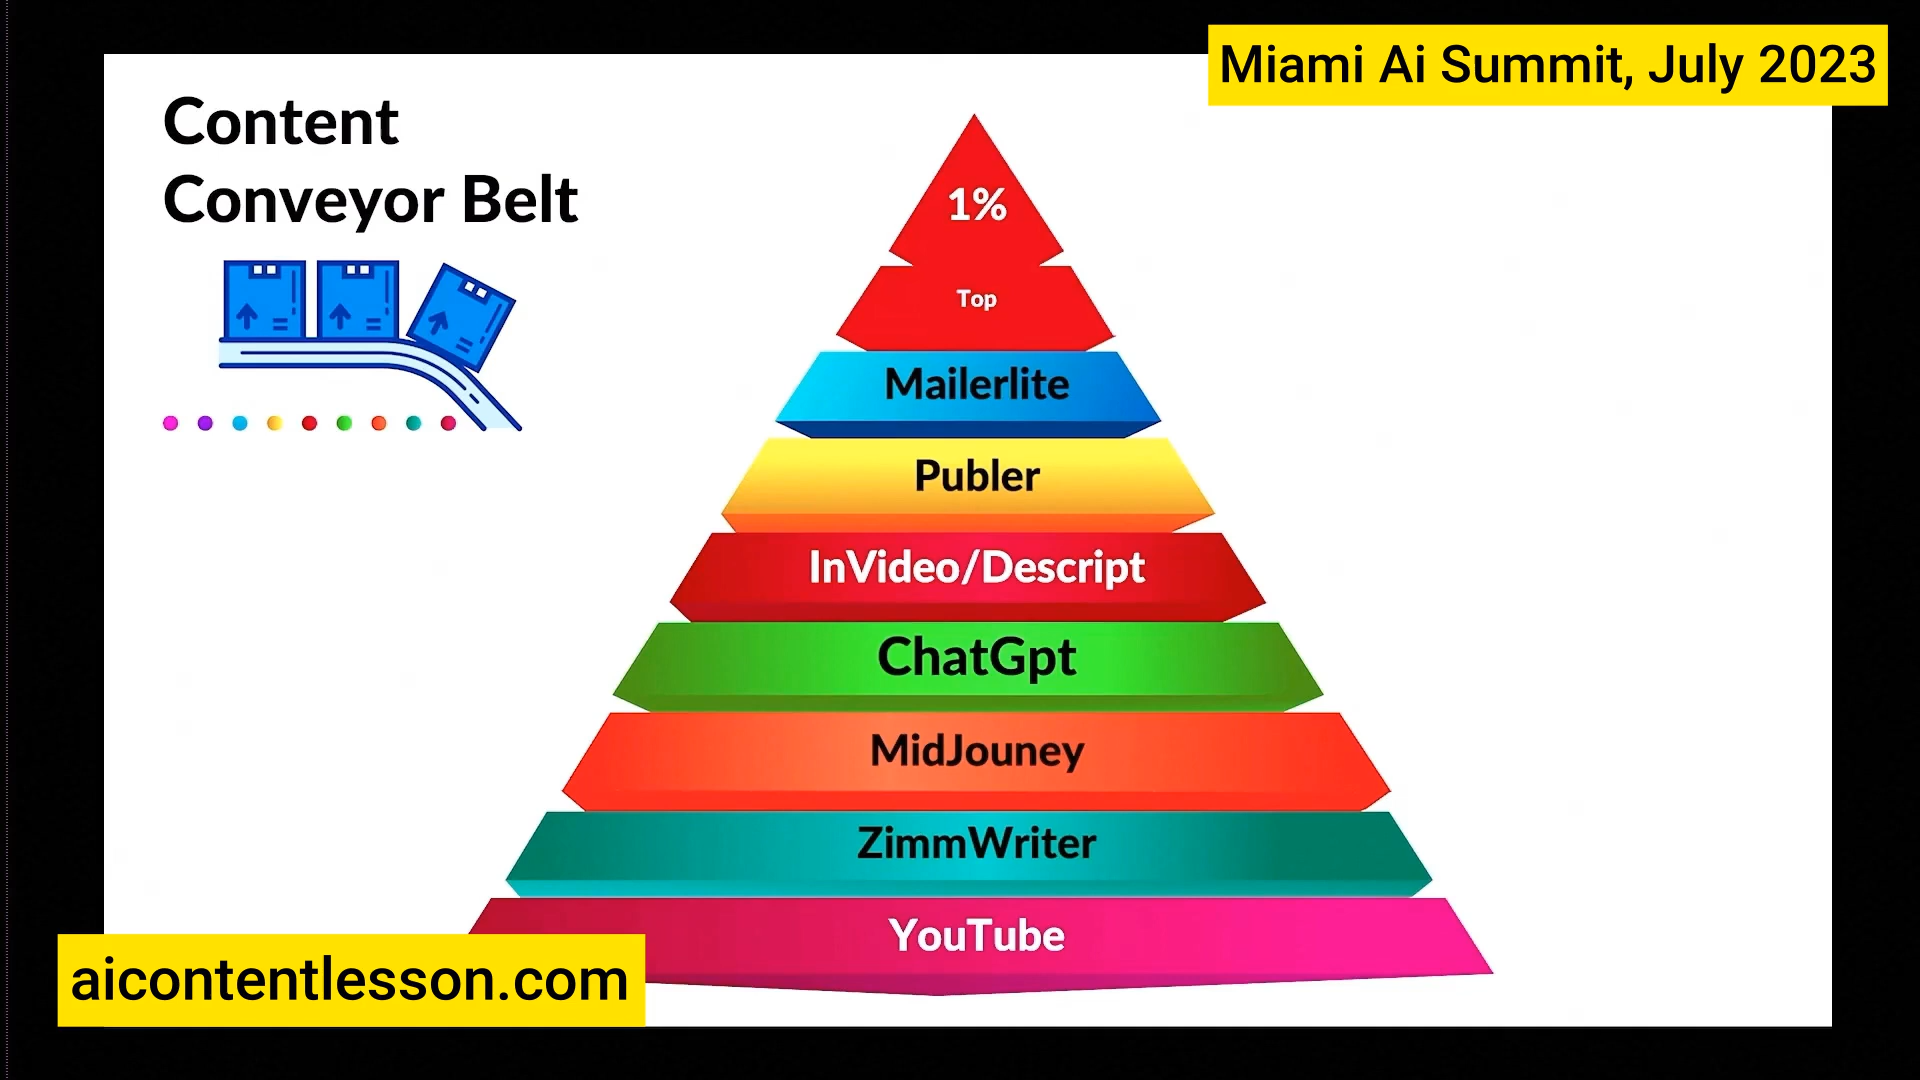 Miami Ai Summit, July 2023
Content
Conveyor Belt
1%
Top
Mailerlite
Publer
InVideo/Descript
ChatGpt
MidJouney
ZimmWriter
YouTube
aicontentlesson.com